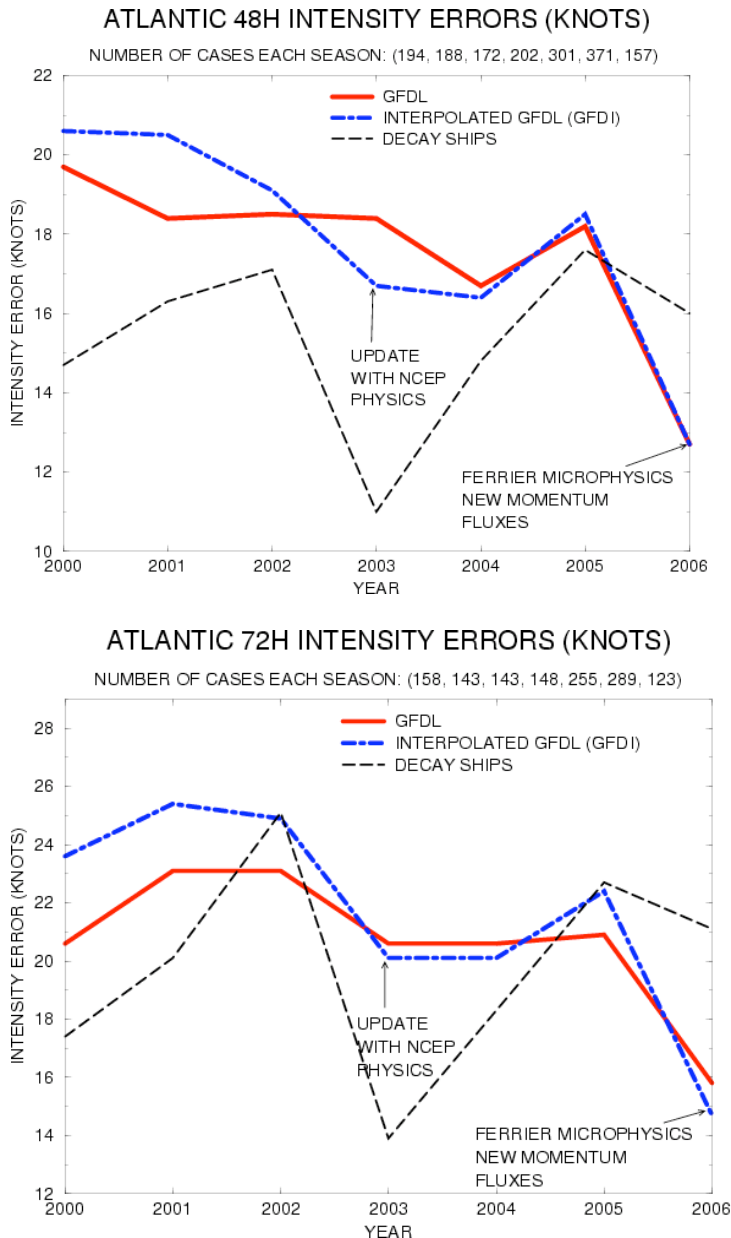 ATLANTIC 48H INTENSITY ERRORS (KNOTS)
NUMBER OF CASES EACH SEASON: (194, 188, 172, 202, 301, 371, 157)
22
20
18
16
14
12
10
INTENSITY ERROR (KNOTS)
GFDL
INTERPOLATED GFDL (GFDI)
DECAY SHIPS
UPDATE
WITH NCEP
PHYSICS
FERRIER MICROPHYSICS
NEW MOMENTUM
FLUXES
2000 2001 2002 2003 2004 2005 2006
YEAR
ATLANTIC 72H INTENSITY ERRORS (KNOTS)
NUMBER OF CASES EACH SEASON: (158, 143, 143, 148, 255, 289, 123)
28
26
24
22
20
18
16
14
12
INTENSITY ERROR (KNOTS)
GFDL
INTERPOLATED GFDL (GFDI)
DECAY SHIPS
UPDATE
WITH NCEP
PHYSICS
FERRIER MICROPHYSICS
NEW MOMENTUM
FLUXES
2000 2001 2002 2003 2004 2005 2006
YEAR